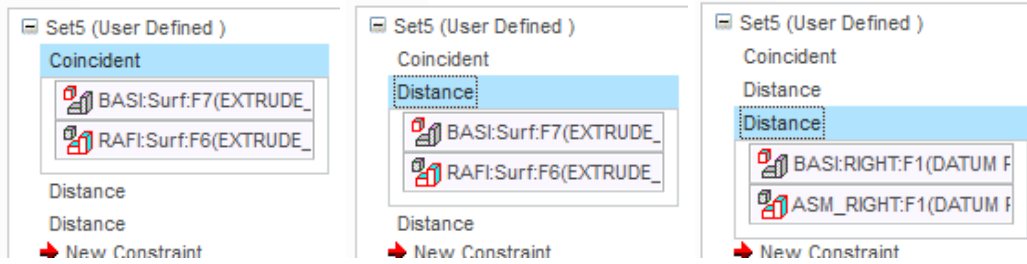 Set5 (User Defined )
Coincident
BASI:Surf:F7(EXTRUDE_
RAFI:Surf:F6(EXTRUDE_
Distance
Distance
New Constraint
Set5 (User Defined )
Coincident
Distance
BASI:Surf:F7(EXTRUDE_
RAFI:Surf:F6(EXTRUDE_
Distance
New Constraint
Set5 (User Defined )
Coincident
Distance
Distance
BASI:RIGHT:F1(DATUM
ASM_RIGHT:F1(DATUM
New Constraint